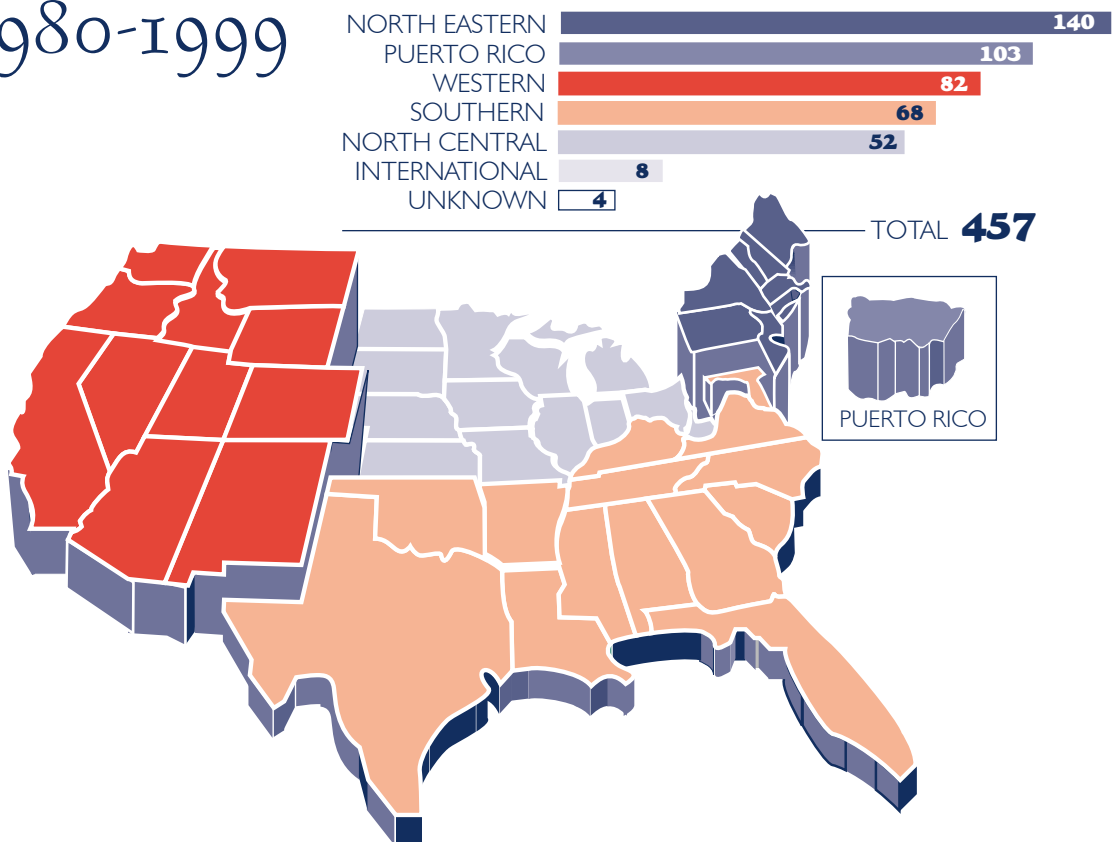 980-1999
NORTH EASTERN 140
PUERTO RICO 103
WESTERN 82
SOUTHERN 68
NORTH CENTRAL 52
INTERNATIONAL 8
UNKNOWN 4
TOTAL 457
PUERTO RICO